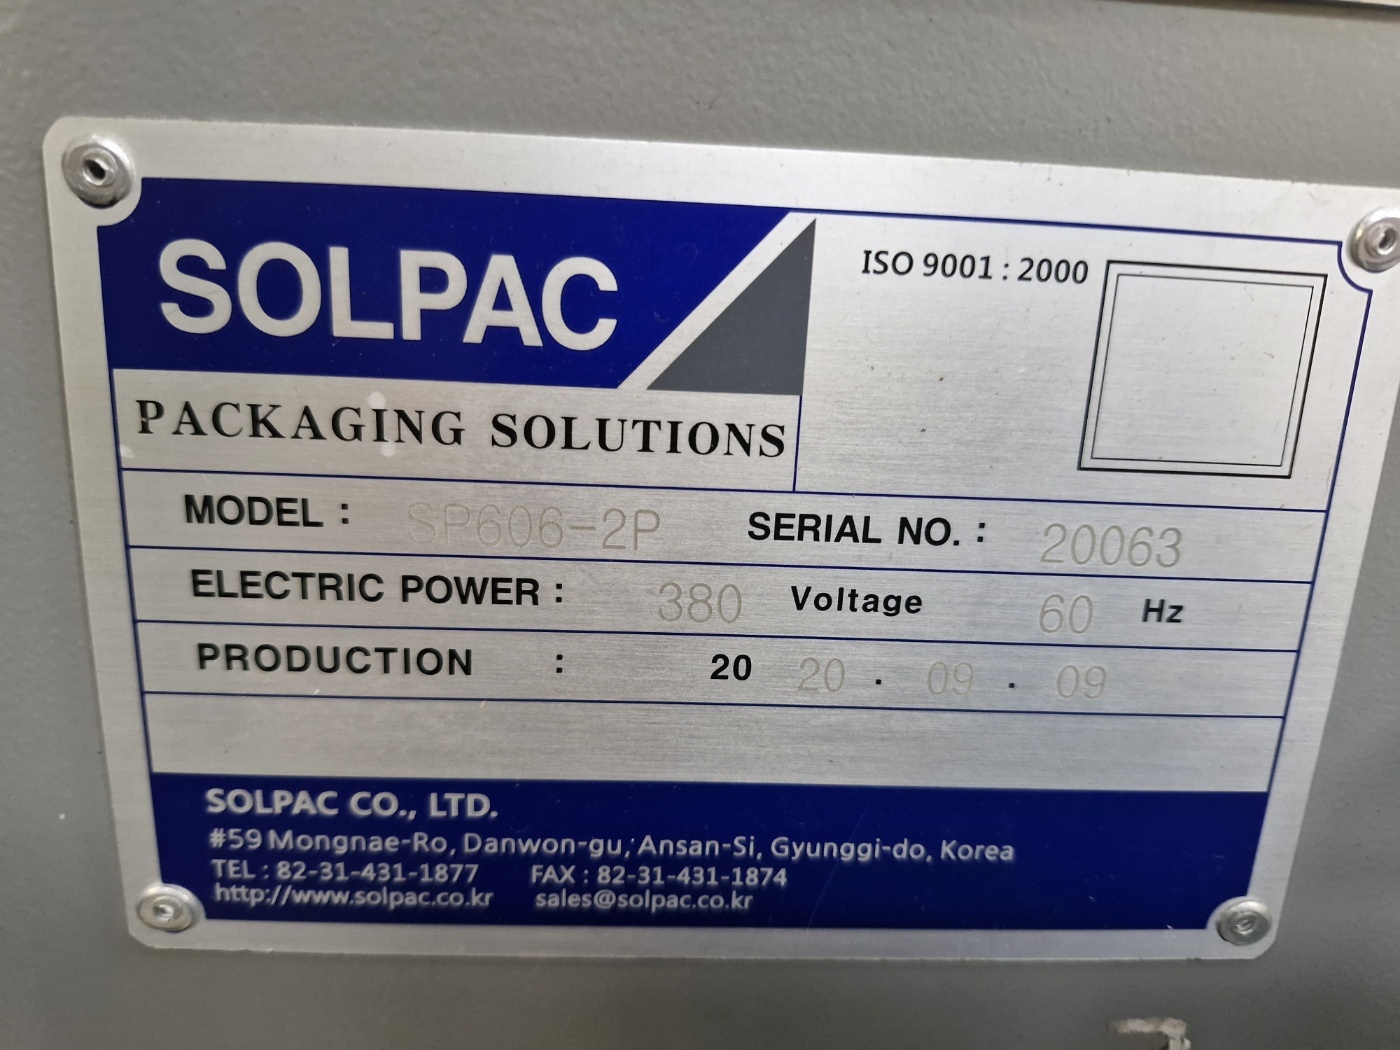 SOLPAC
ISO 9001 : 2000
PACKAGING SOLUTIONS
MODEL : SP606-2P SERIAL NO. : 20063
ELECTRIC POWER : 380 Voltage 60 Hz
PRODUCTION : 20 20 . 09 . 09
SOLPAC CO., LTD.
#59 Mongnae-Ro, Danwon-gu, Ansan-Si, Gyunggi-do, Korea
TEL : 82-31-431-1877 FAX : 82-31-431-1874
http://www.solpac.co.kr sales@solpac.co.kr